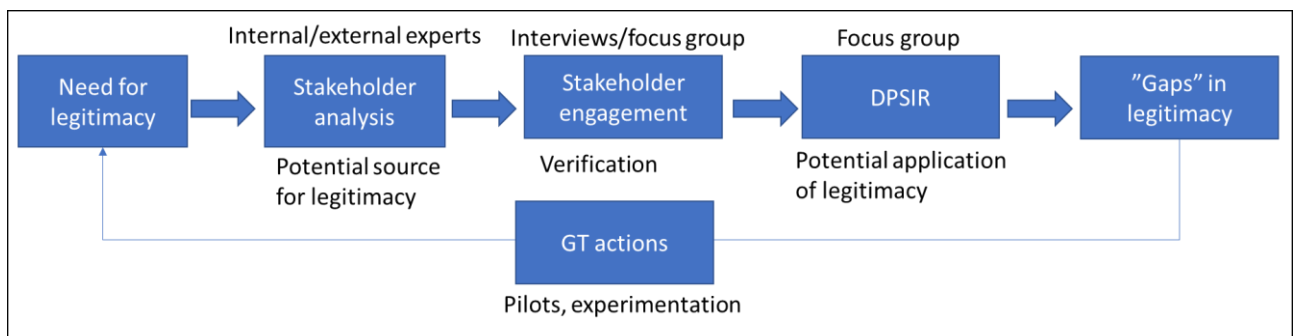 Internal/external experts
Interviews/focus group
Focus group
Need for
legitimacy
Stakeholder
analysis
Stakeholder
engagement
DPSIR
”Gaps” in
legitimacy
Potential source
for legitimacy
Verification
Potential application
of legitimacy
GT actions
Pilots, experimentation